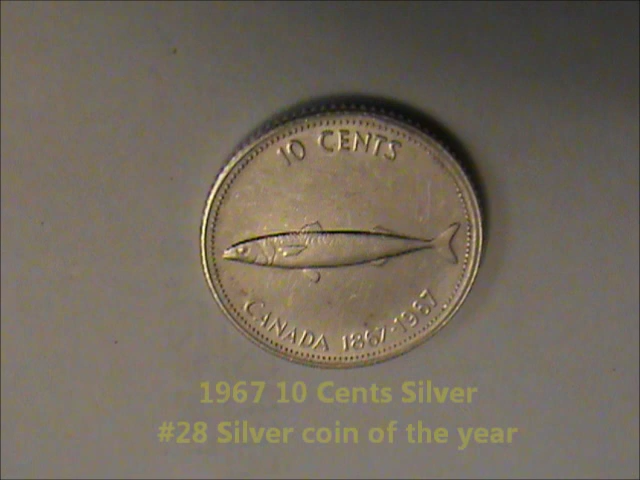 10 CENTS
CANADA 1867·1967
1967 10 Cents Silver
#28 Silver coin of the year